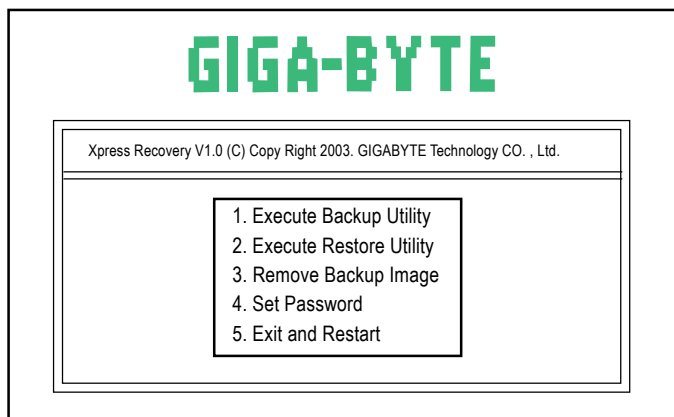 GIGA-BYTE
Xpress Recovery V1.0 (C) Copy Right 2003. GIGABYTE Technology CO. , Ltd.
1. Execute Backup Utility
2. Execute Restore Utility
3. Remove Backup Image
4. Set Password
5. Exit and Restart